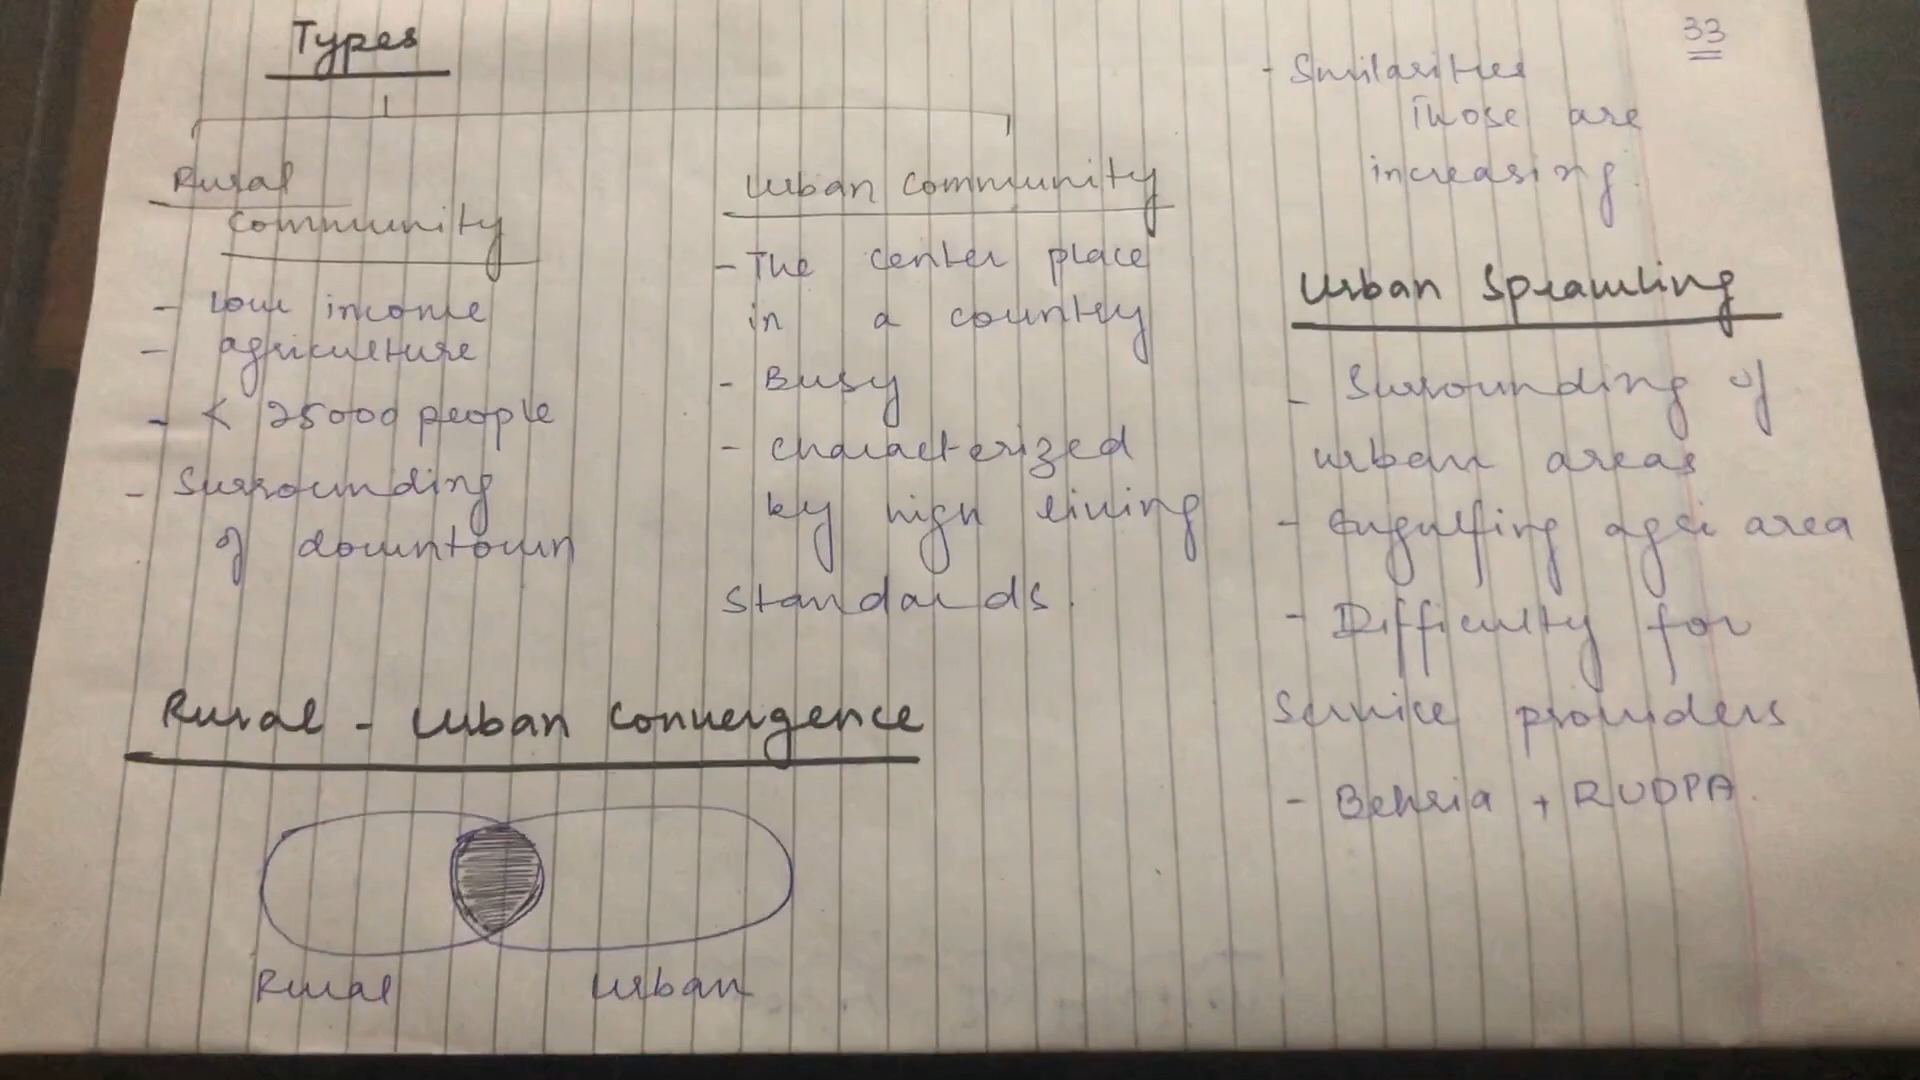 Types
Rural
Community
- Low income
- agriculture
- < 25000 people
- Surrounding
of downtown
Urban Community
- The center place
in a country
- Busy
- Characterized
by high living
standards.
Rural - Urban Convergence
Rural
Urban
33
- Similarities
Those are
increasing.
Urban Sprawling
- Surrounding of
urban areas
- Engulfing agri area
- Difficulty for
Service providers
- Behria + RUDPA.